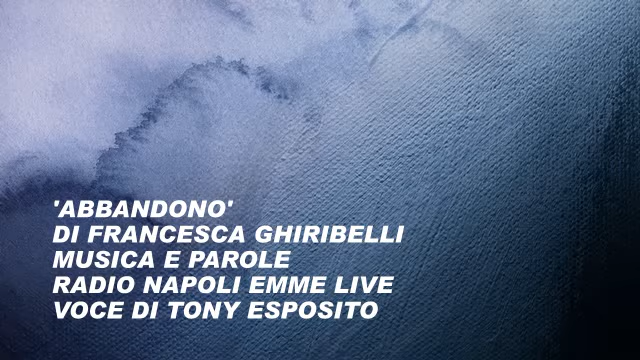 'ABBANDONO'
DI FRANCESCA GHIRIBELLI
MUSICA E PAROLE
RADIO NAPOLI EMME LIVE
VOCE DI TONY ESPOSITO